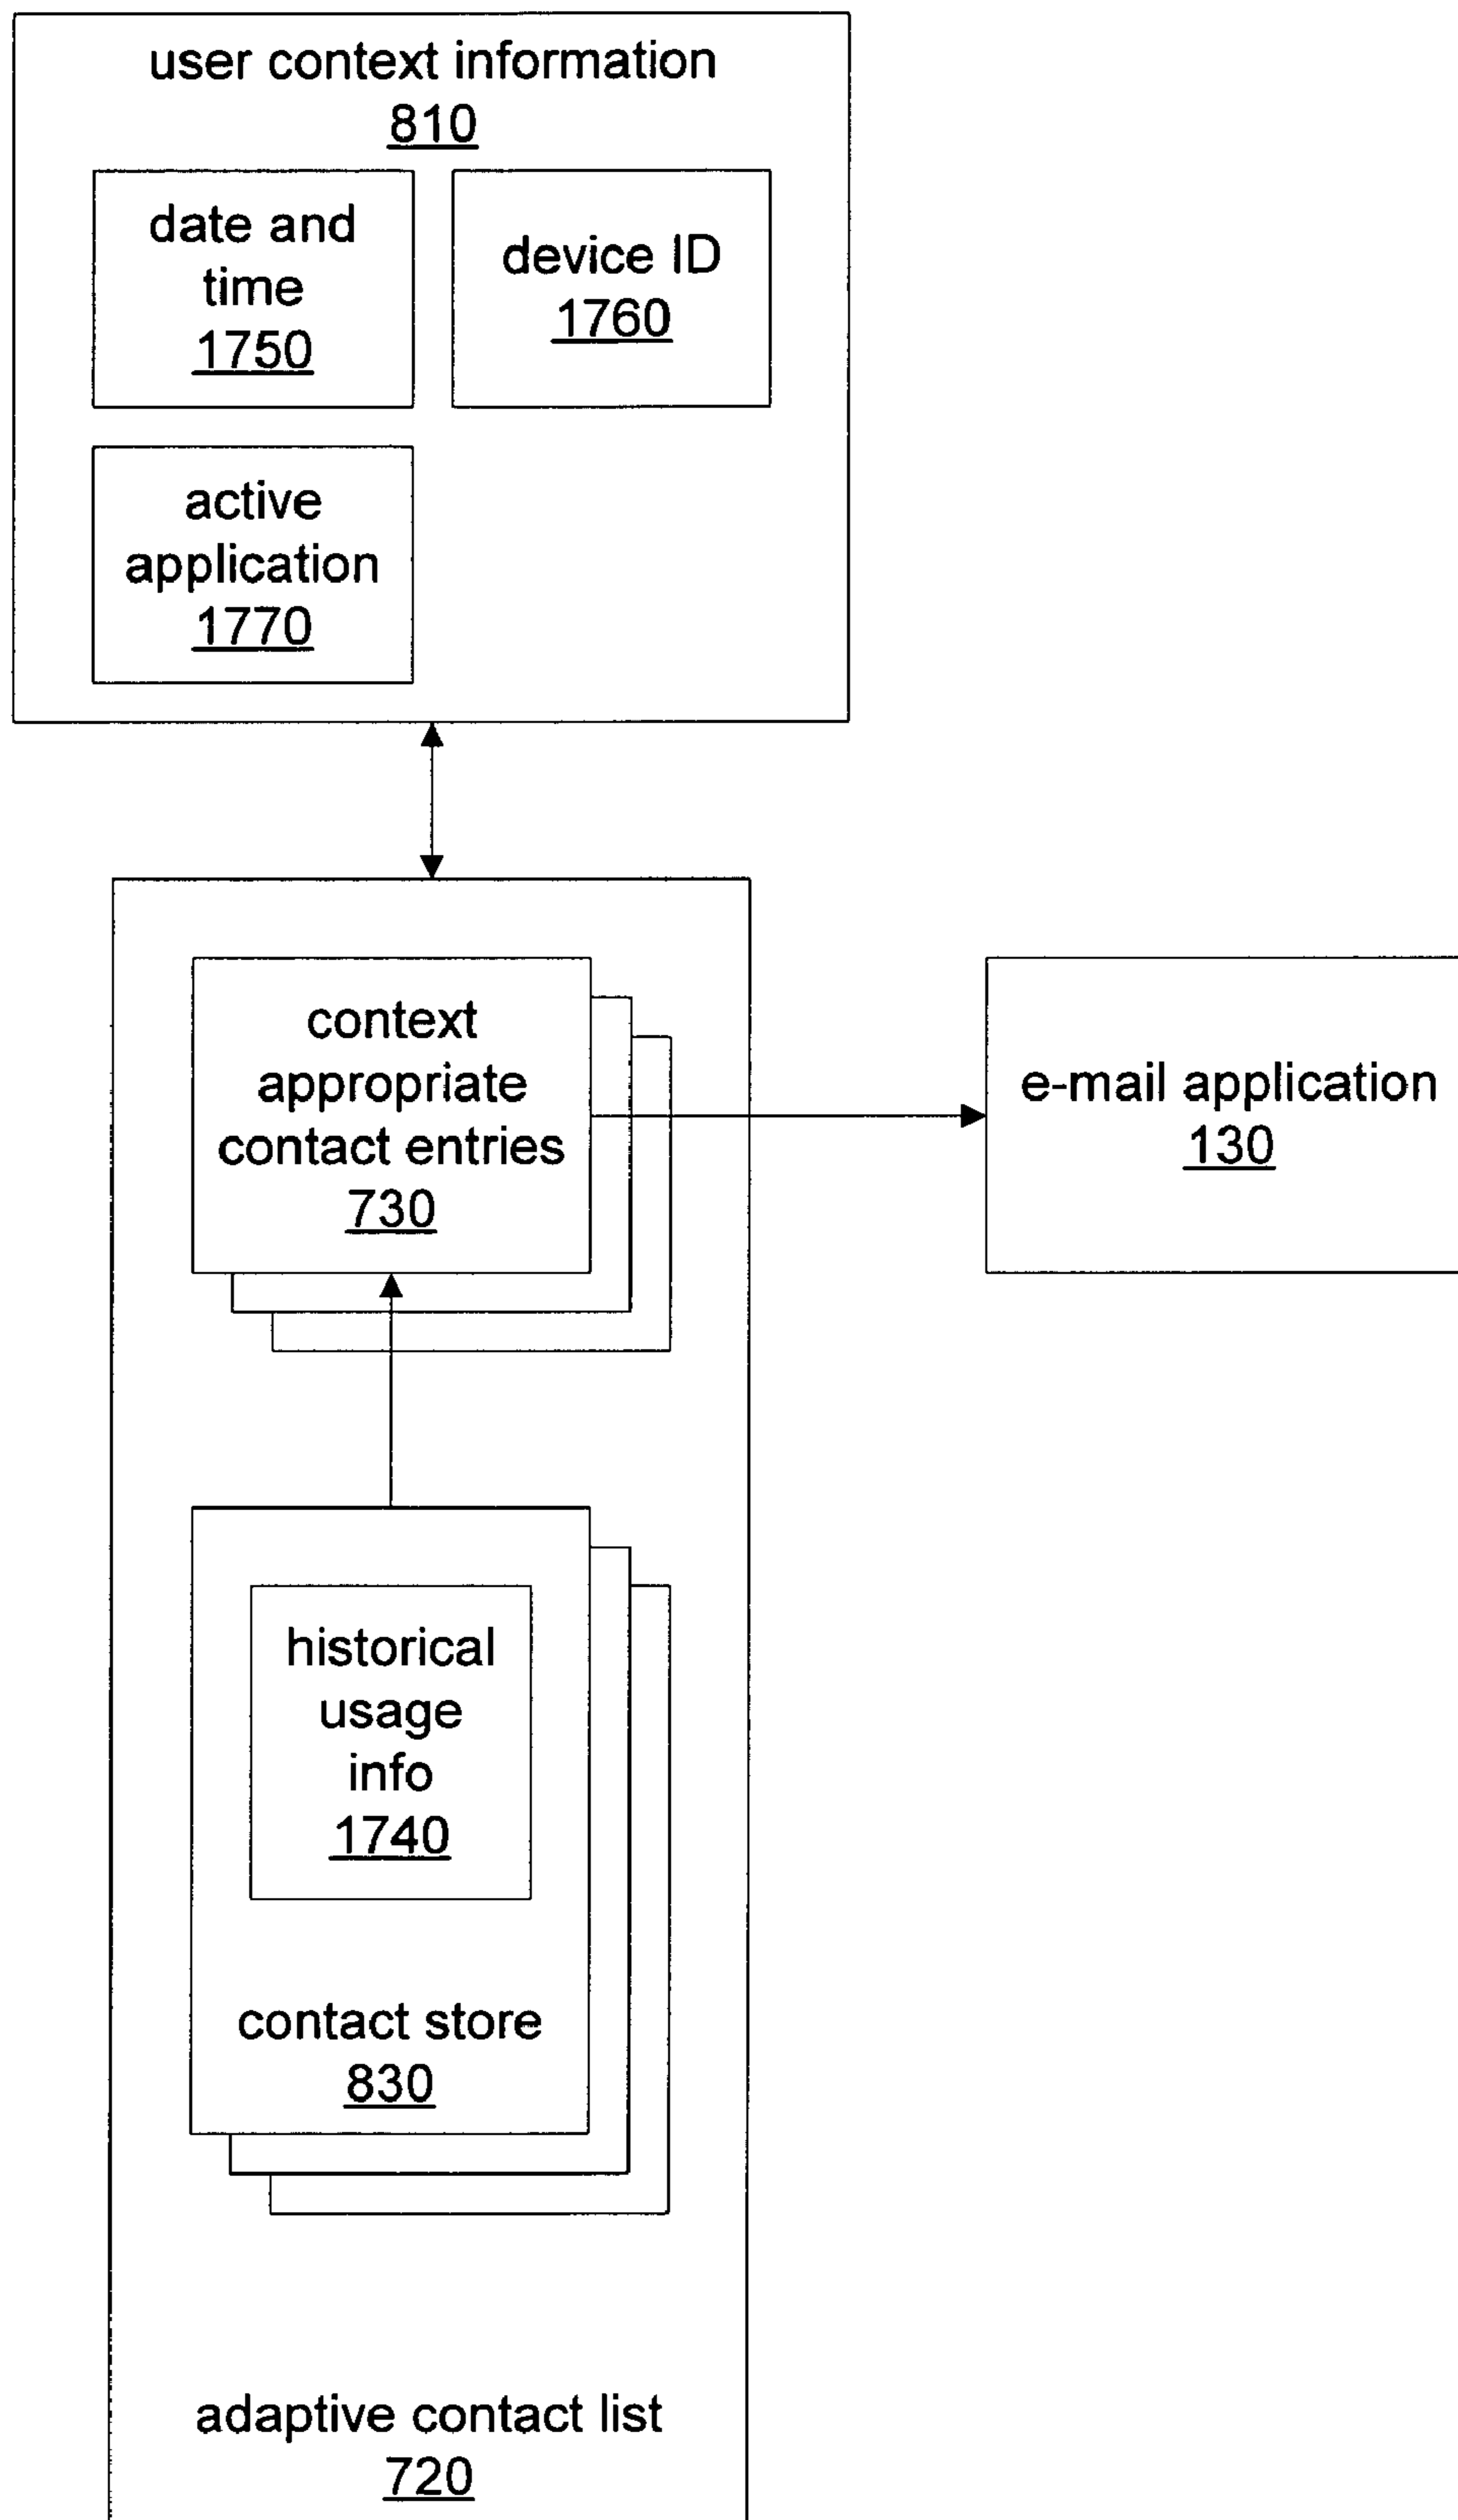 user context information
810
date and
time
1750
device ID
1760
active
application
1770
context
appropriate
contact entries
730
e-mail application
130
historical
usage
info
1740
contact store
830
adaptive contact list
720